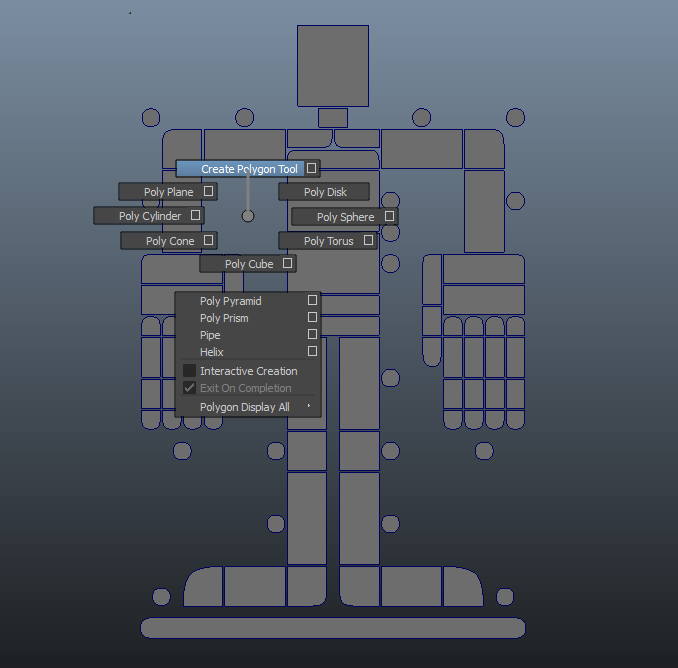 Create Polygon Tool
Poly Plane
Poly Disk
Poly Cylinder
Poly Sphere
Poly Cone
Poly Torus
Poly Cube
Poly Pyramid
Poly Prism
Pipe
Helix
Interactive Creation
Exit On Completion
Polygon Display All